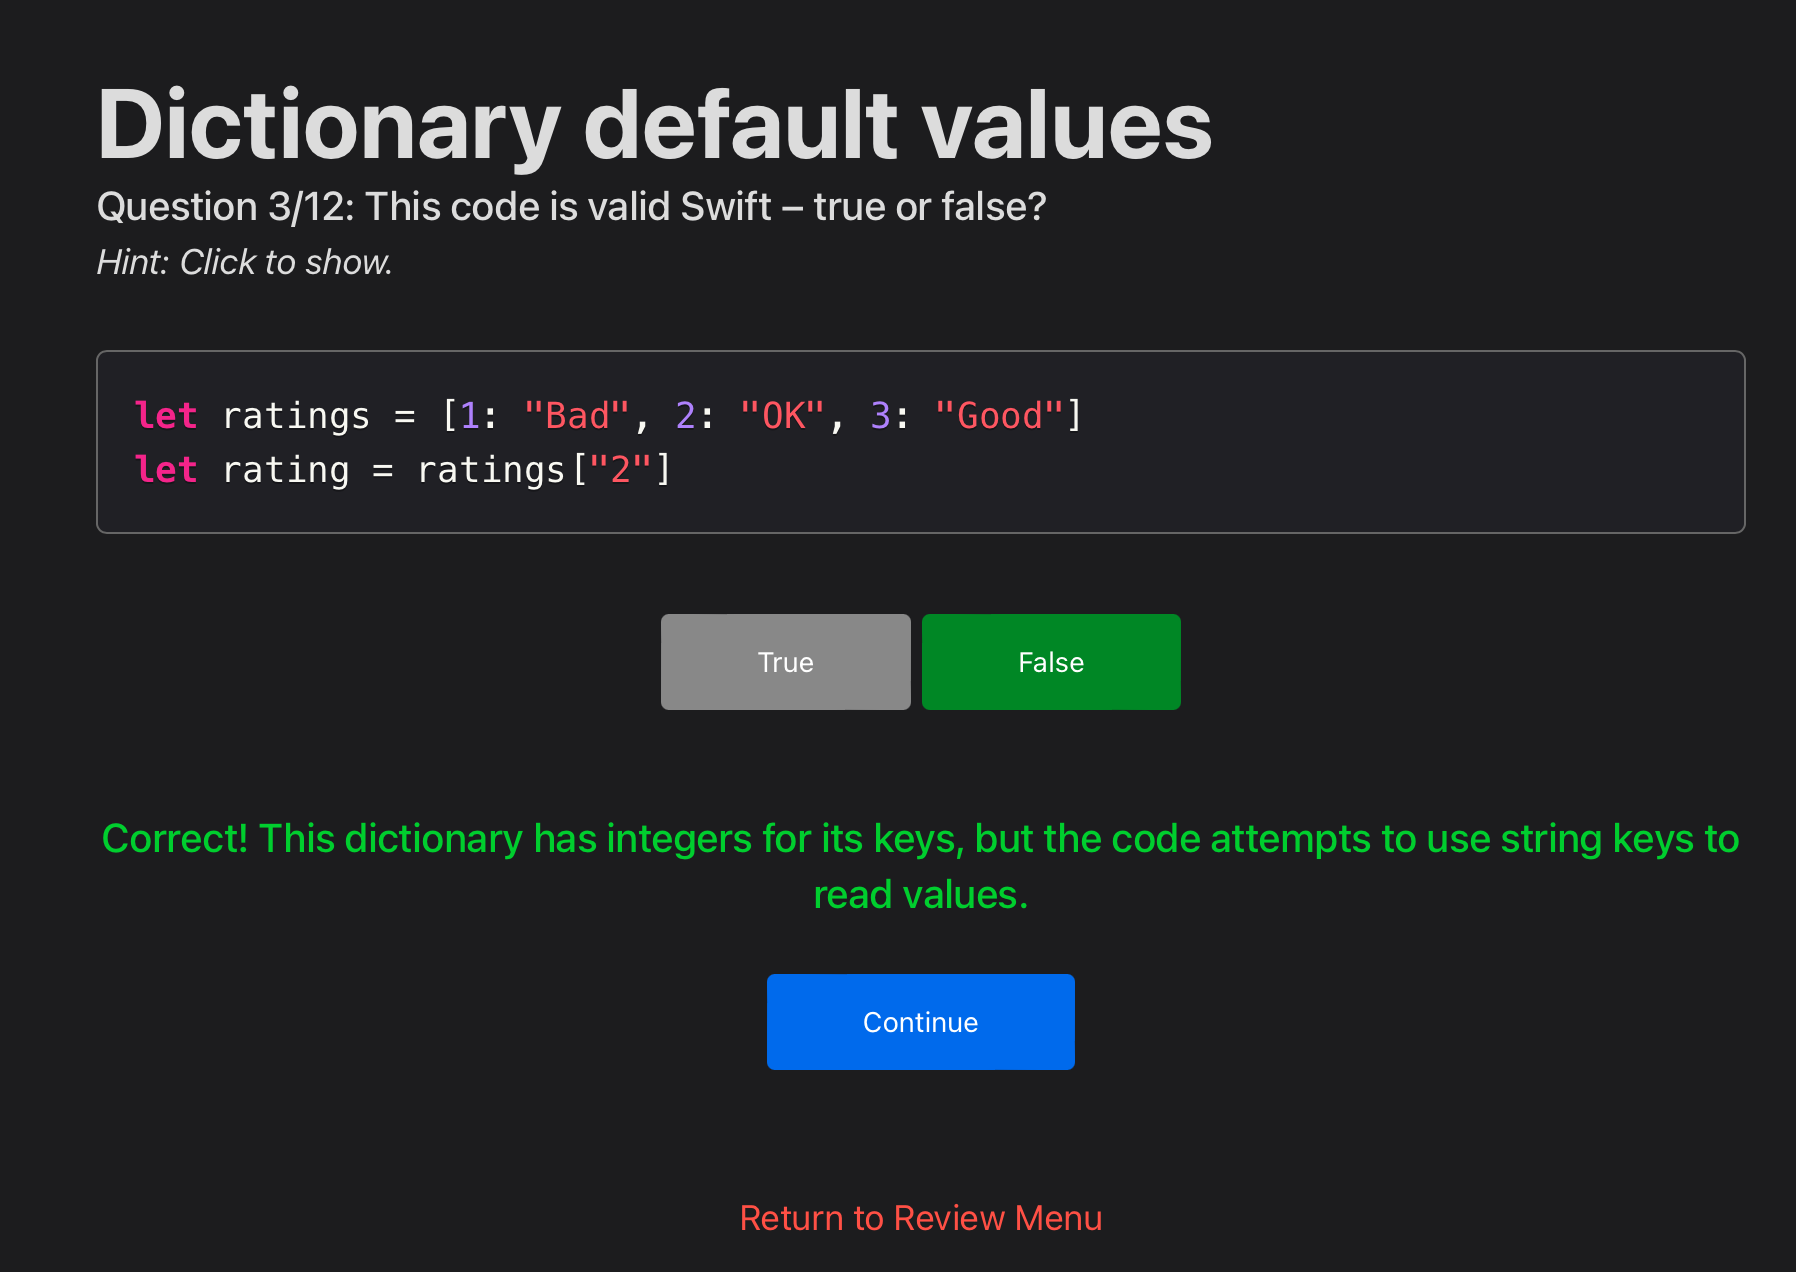 Dictionary default values
Question 3/12: This code is valid Swift – true or false?
Hint: Click to show.
let ratings = [1: "Bad", 2: "OK", 3: "Good"]
let rating = ratings["2"]
True
False
Correct! This dictionary has integers for its keys, but the code attempts to use string keys to
read values.
Continue
Return to Review Menu